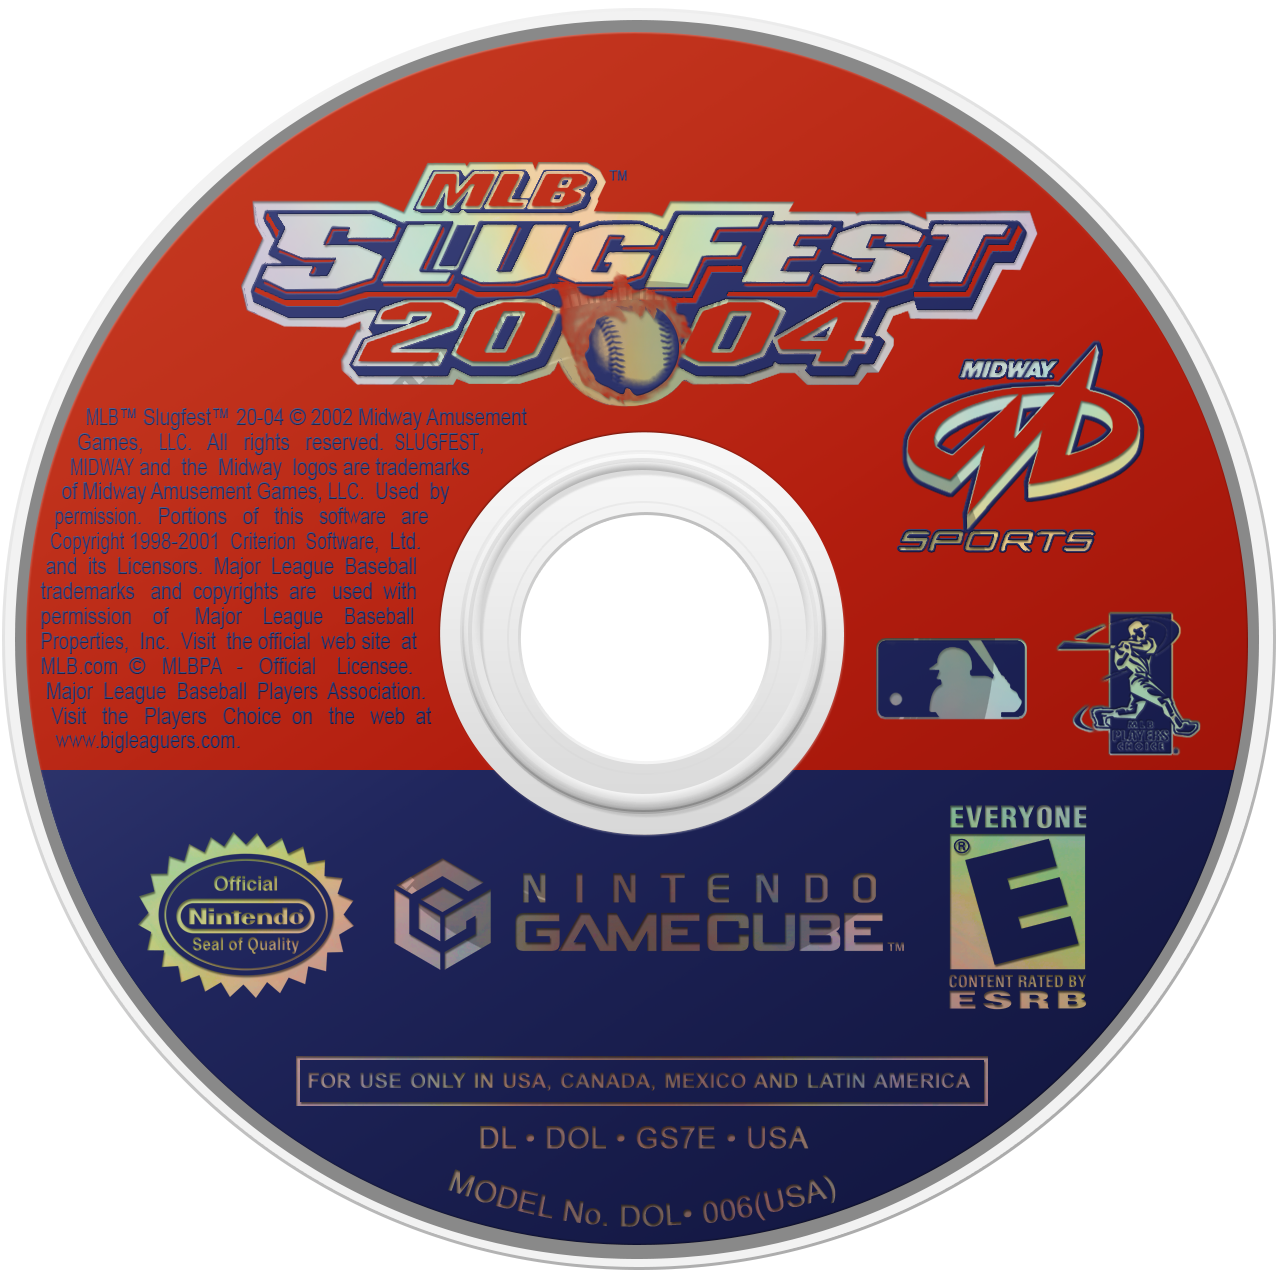 MLB™
SLUGFEST
20 04
MLB™ Slugfest™ 20-04 © 2002 Midway Amusement
Games, LLC. All rights reserved. SLUGFEST,
MIDWAY and the Midway logos are trademarks
of Midway Amusement Games, LLC. Used by
permission. Portions of this software are
Copyright 1998-2001 Criterion Software, Ltd.
and its Licensors. Major League Baseball
trademarks and copyrights are used with
permission of Major League Baseball
Properties, Inc. Visit the official web site at
MLB.com © MLBPA - Official Licensee.
Major League Baseball Players Association.
Visit the Players Choice on the web at
www.bigleaguers.com.
MIDWAY
SPORTS
MLB
PLAYERS
CHOICE
Official
Nintendo®
Seal of Quality
NINTENDO
GAMECUBE™
EVERYONE
®
E
CONTENT RATED BY
ESRB
FOR USE ONLY IN USA, CANADA, MEXICO AND LATIN AMERICA
DL • DOL • GS7E • USA
MODEL No. DOL• 006(USA)